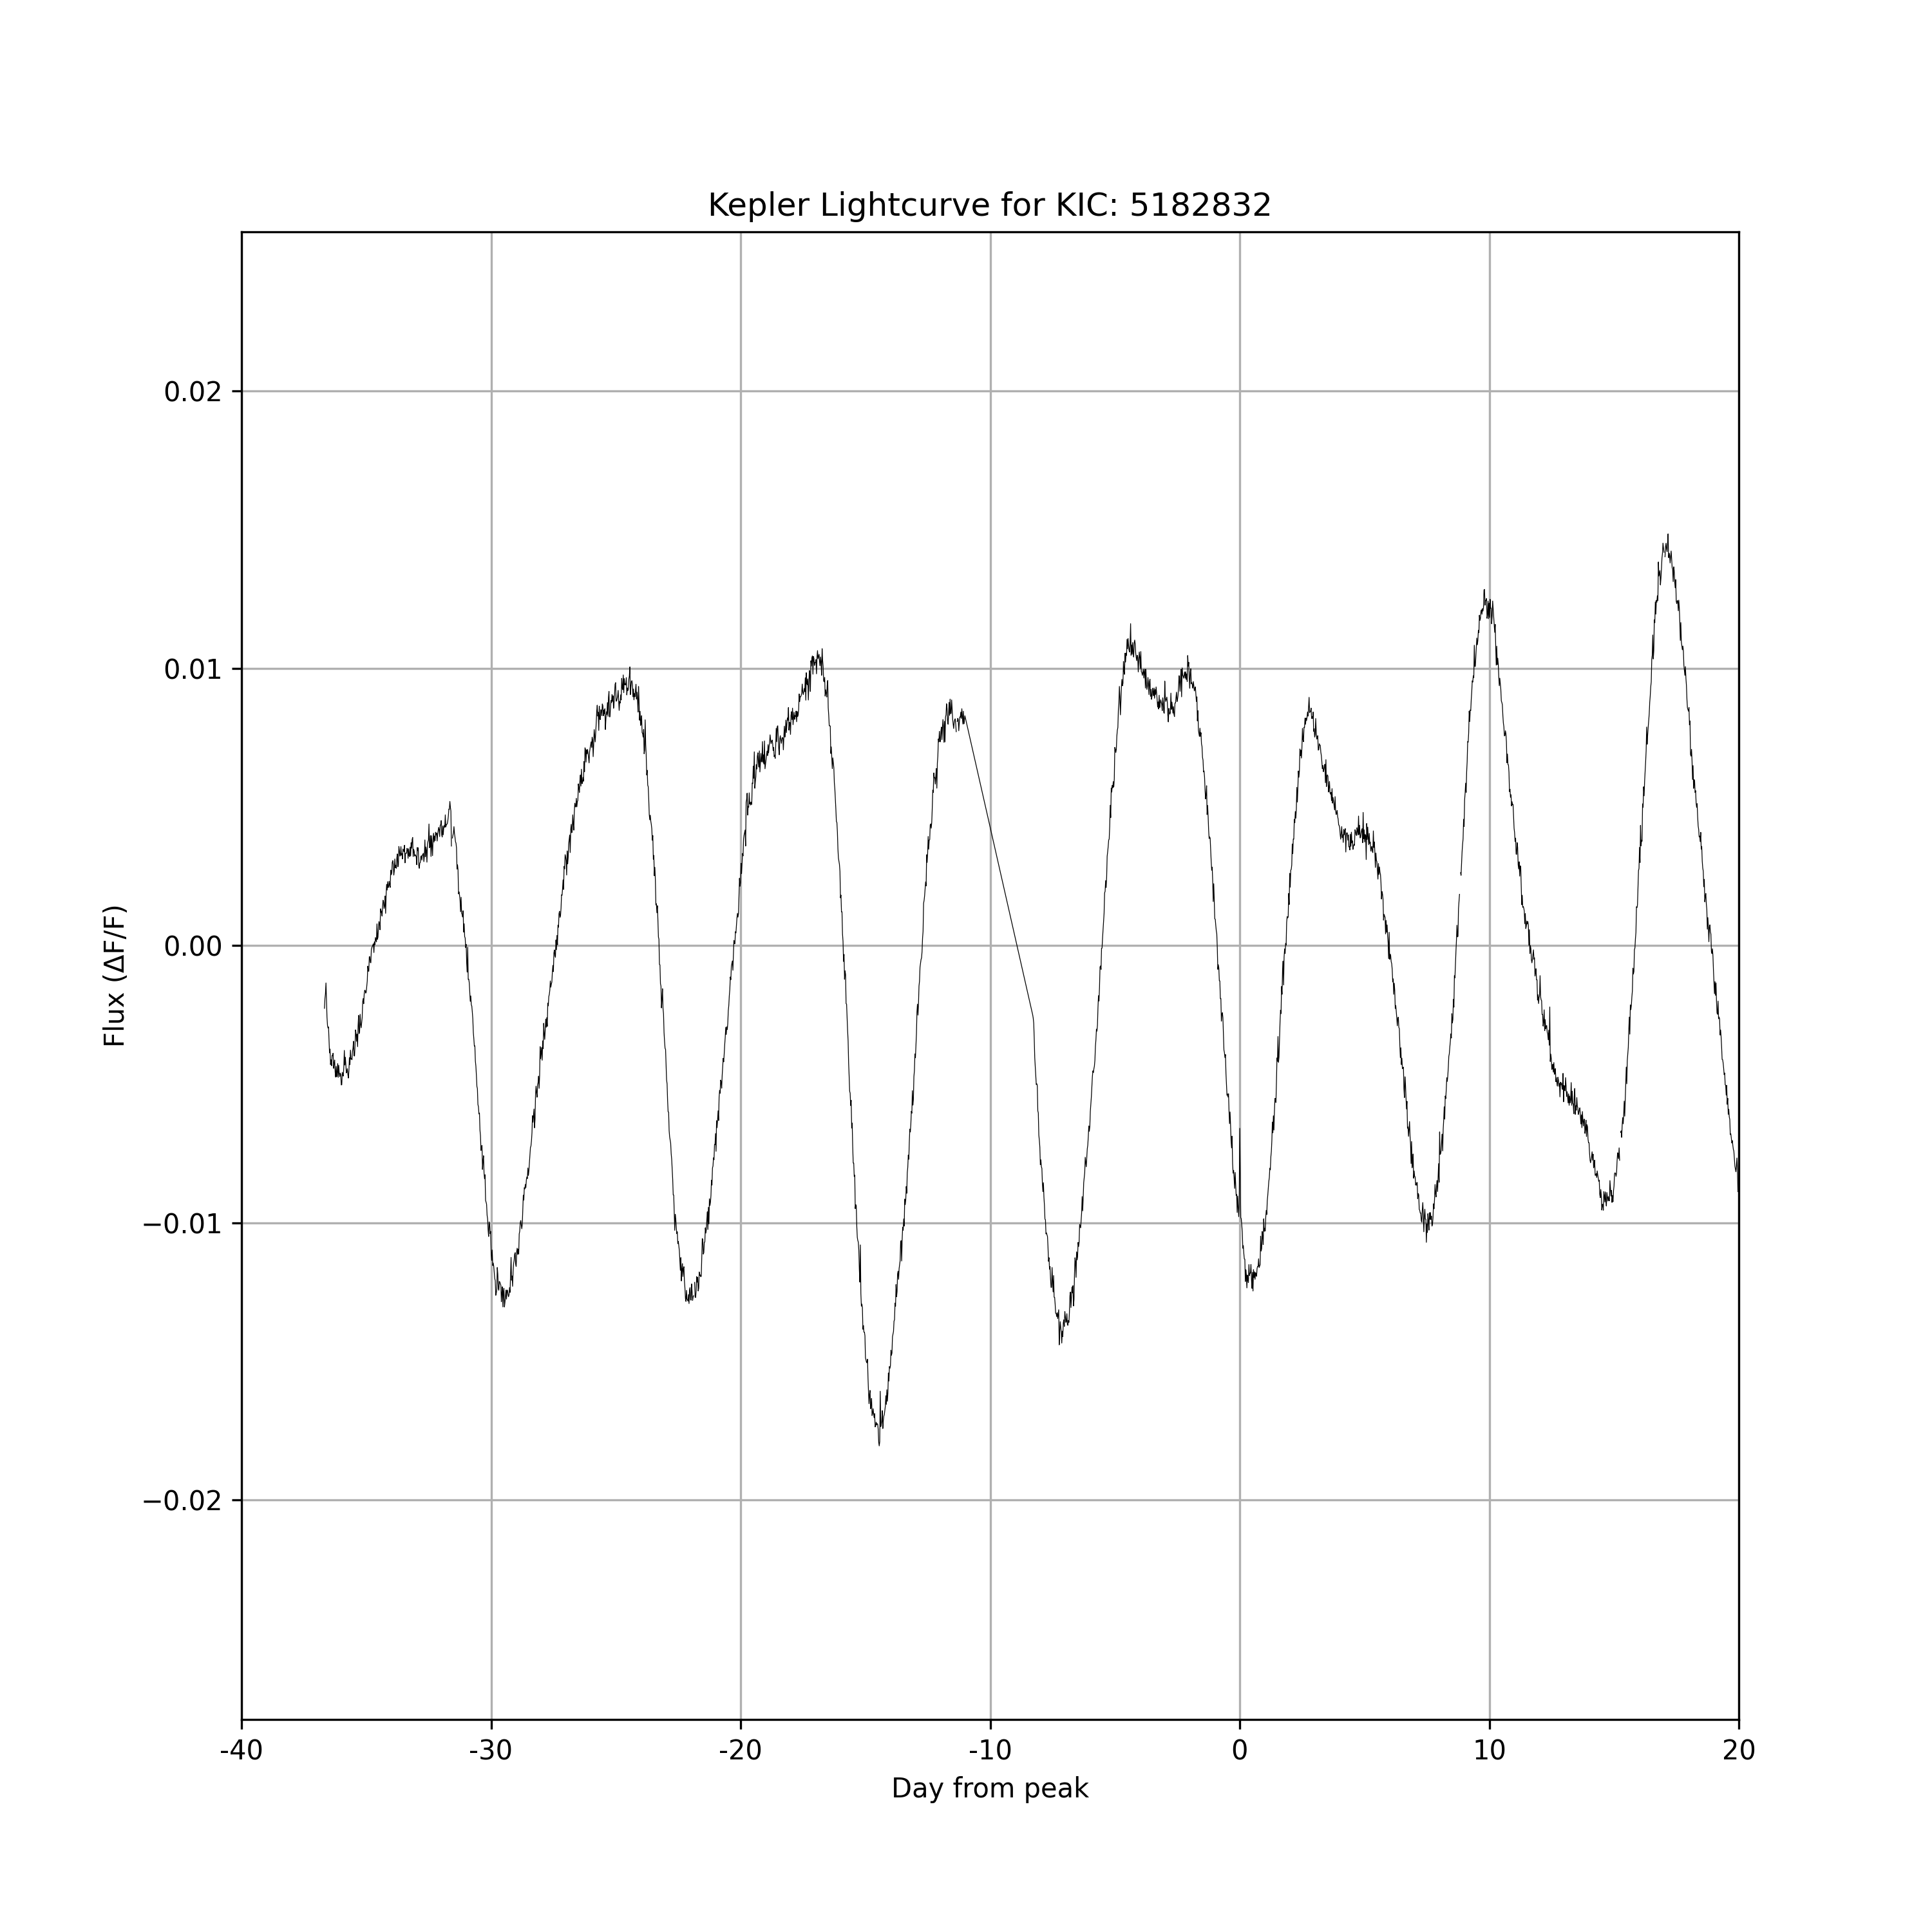 Kepler Lightcurve for KIC: 5182832
0.02
0.01
0.00
−0.01
−0.02
Flux (ΔF/F)
-40 -30 -20 -10 0 10 20
Day from peak